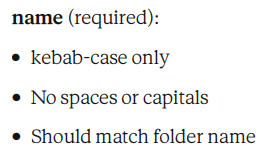 name (required):
• kebab-case only
• No spaces or capitals
• Should match folder name